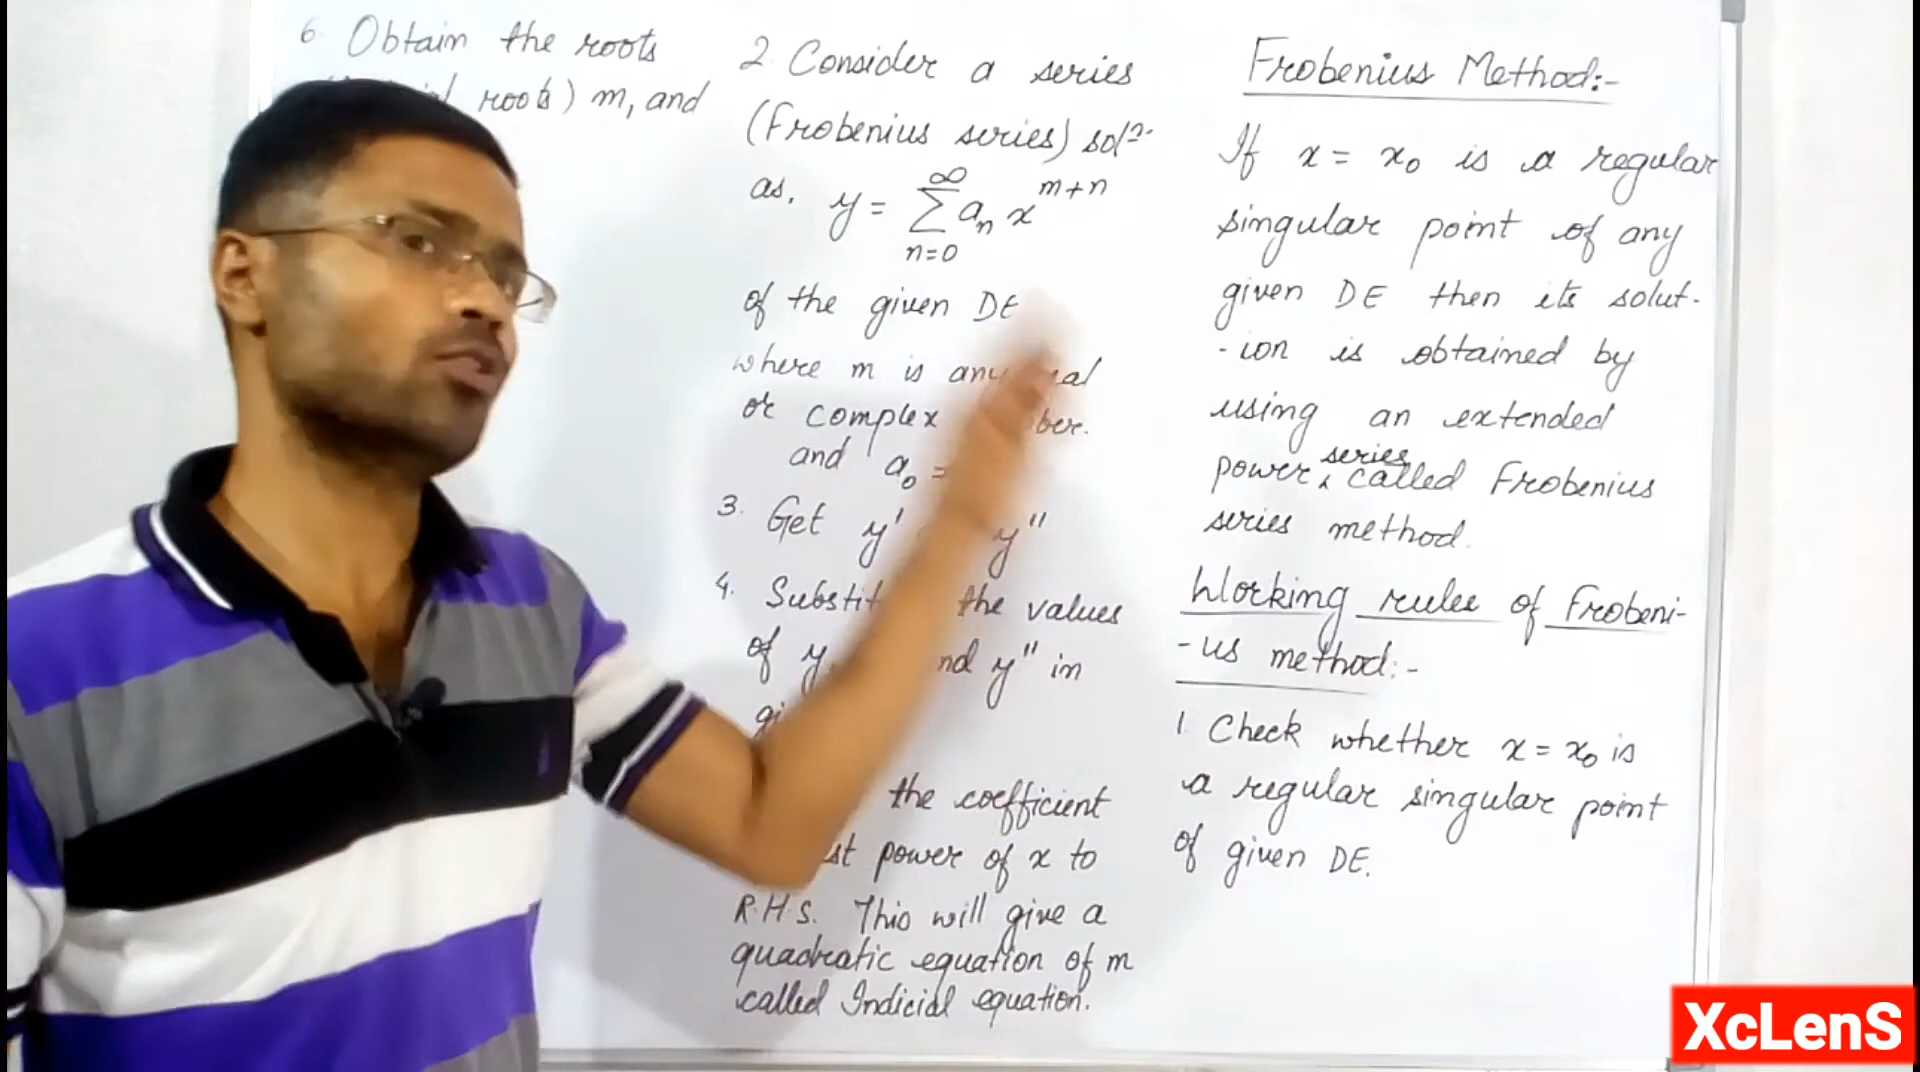 Frobenius Method:-
If x = x₀ is a regular
singular point of any
given DE then its solut-
-ion is obtained by
using an extended
series
power ∧ called Frobenius
series method.
Working rules of Frobeni-
-us method:-
1. Check whether x = x₀ is
a regular singular point
of given DE.
2. Consider a series
(Frobenius series) solⁿ
as, y = ∑ₙ₌₀^∞ aₙ x^(m+n)
of the given DE
where m is any
or complex
and a₀ =
3. Get y' y''
4. the values
of y, y'' in
the coefficient
power of x to
R.H.S. This will give a
quadratic equation of m
called Indicial equation.
6. Obtain the roots
roots) m₁ and
XcLenS